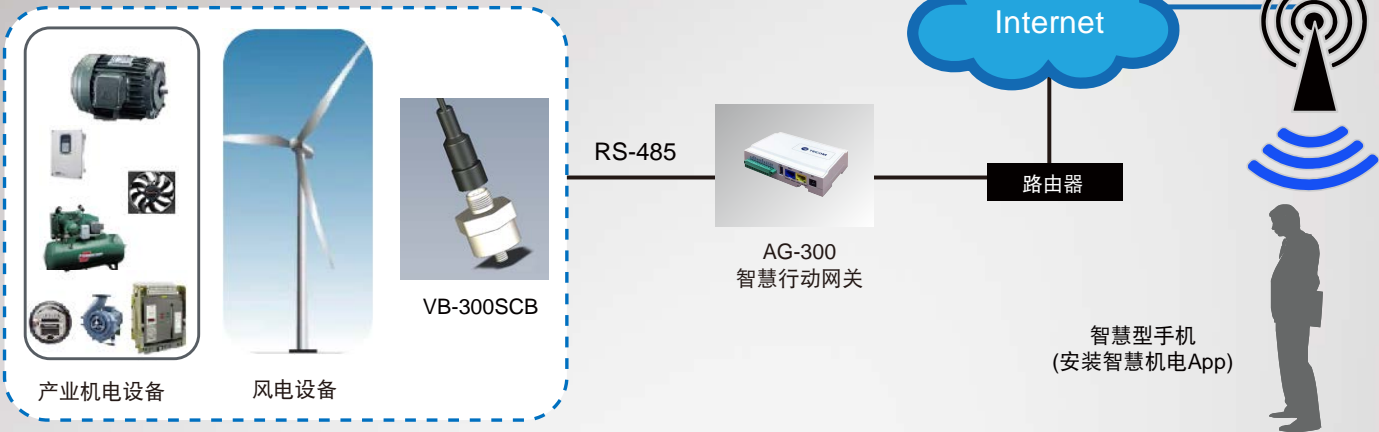 Internet
RS-485
路由器
AG-300
智慧行动网关
VB-300SCB
智慧型手机
(安装智慧机电App)
产业机电设备
风电设备
TECOM